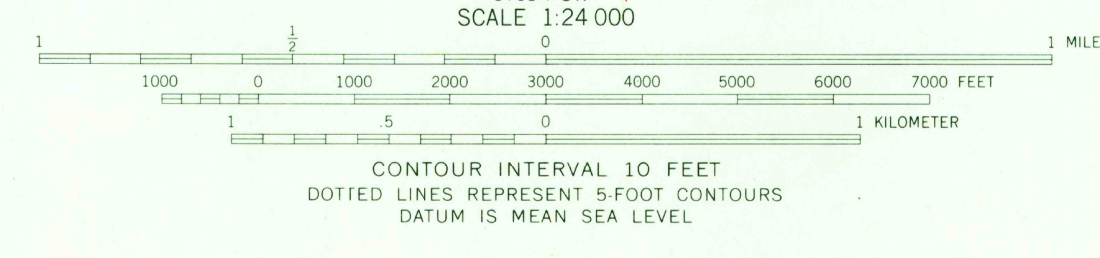 SCALE 1:24 000
1 1/2 0 1 MILE
1000 0 1000 2000 3000 4000 5000 6000 7000 FEET
1 .5 0 1 KILOMETER
CONTOUR INTERVAL 10 FEET
DOTTED LINES REPRESENT 5-FOOT CONTOURS
DATUM IS MEAN SEA LEVEL